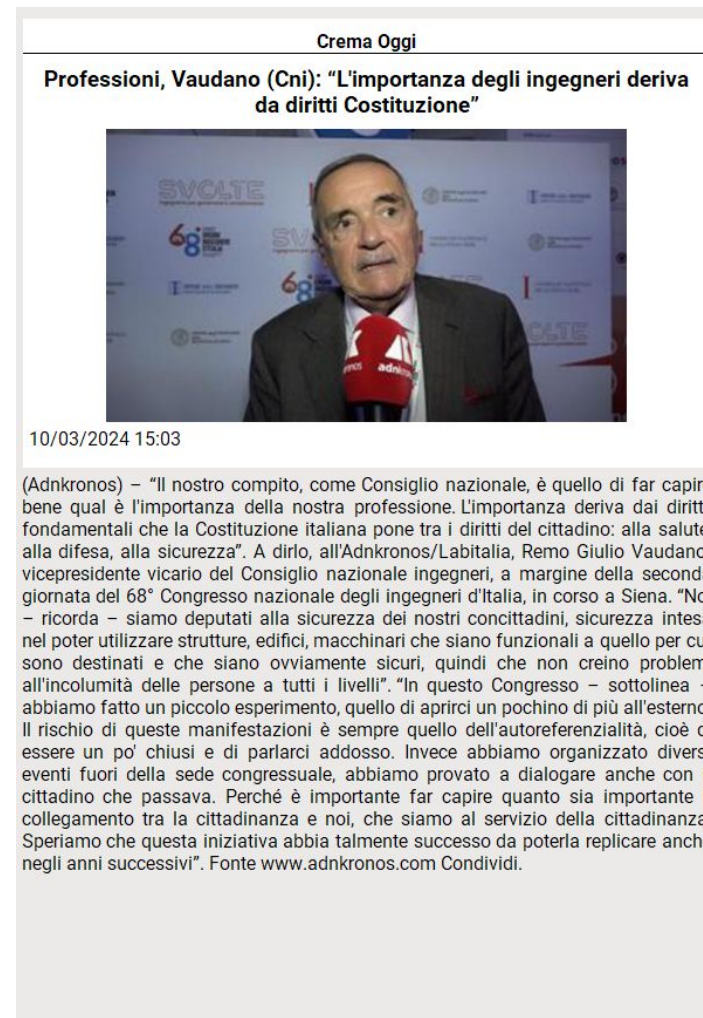 Crema Oggi
Professioni, Vaudano (Cni): “L'importanza degli ingegneri deriva
da diritti Costituzione”
SVOLTE
68
SV
68
OLTE
adnkronos
10/03/2024 15:03
(Adnkronos) – “Il nostro compito, come Consiglio nazionale, è quello di far capir
bene qual è l'importanza della nostra professione. L'importanza deriva dai diritt
fondamentali che la Costituzione italiana pone tra i diritti del cittadino: alla salute
alla difesa, alla sicurezza”. A dirlo, all'Adnkronos/Labitalia, Remo Giulio Vaudano
vicepresidente vicario del Consiglio nazionale ingegneri, a margine della second
giornata del 68° Congresso nazionale degli ingegneri d'Italia, in corso a Siena. “No
– ricorda – siamo deputati alla sicurezza dei nostri concittadini, sicurezza intes
nel poter utilizzare strutture, edifici, macchinari che siano funzionali a quello per cu
sono destinati e che siano ovviamente sicuri, quindi che non creino problem
all'incolumità delle persone a tutti i livelli”. “In questo Congresso – sottolinea –
abbiamo fatto un piccolo esperimento, quello di aprirci un pochino di più all'esterno
Il rischio di queste manifestazioni è sempre quello dell'autoreferenzialità, cioè d
essere un po' chiusi e di parlarci addosso. Invece abbiamo organizzato divers
eventi fuori della sede congressuale, abbiamo provato a dialogare anche con
cittadino che passava. Perché è importante far capire quanto sia importante
collegamento tra la cittadinanza e noi, che siamo al servizio della cittadinanza
Speriamo che questa iniziativa abbia talmente successo da poterla replicare anch
negli anni successivi”. Fonte www.adnkronos.com Condividi.